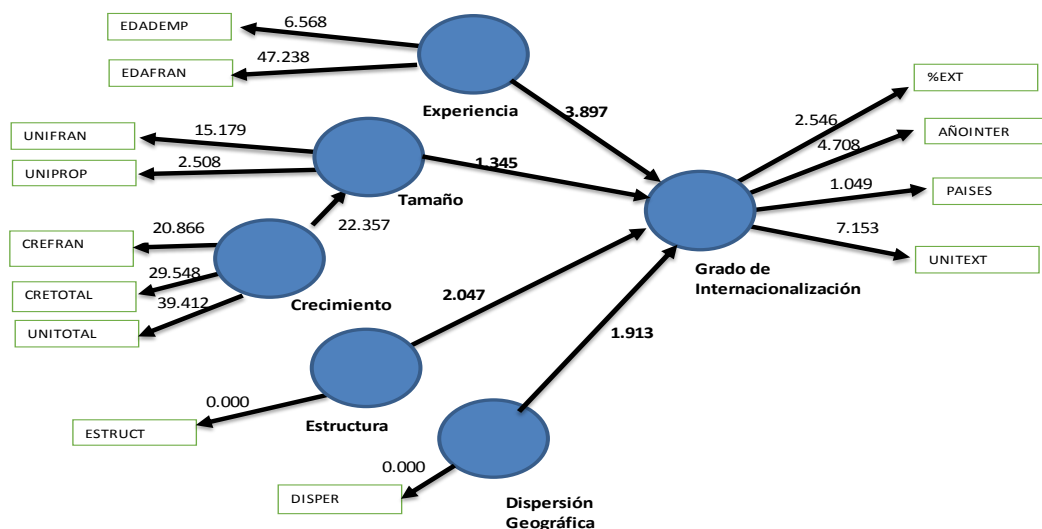 EDADEMP
6.568
EDAFRAN
47.238
Experiencia
3.897
%EXT
2.546
AÑOINTER
4.708
PAISES
1.049
UNITEXT
7.153
UNIFRAN
15.179
UNIPROP
2.508
1.345
Tamaño
22.357
CREFRAN
20.866
CRETOTAL
29.548
UNITOTAL
39.412
Crecimiento
Grado de
Internacionalización
2.047
1.913
ESTRUCT
0.000
Estructura
DISPER
0.000
Dispersión
Geográfica